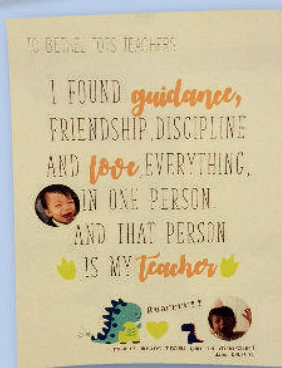 TO BETHEL TOTS TEACHERS
I FOUND guidance,
FRIENDSHIP,DISCIPLINE
AND love,EVERYTHING,
IN ONE PERSON.
AND THAT PERSON
IS MY Teacher
Ruarrrr!!